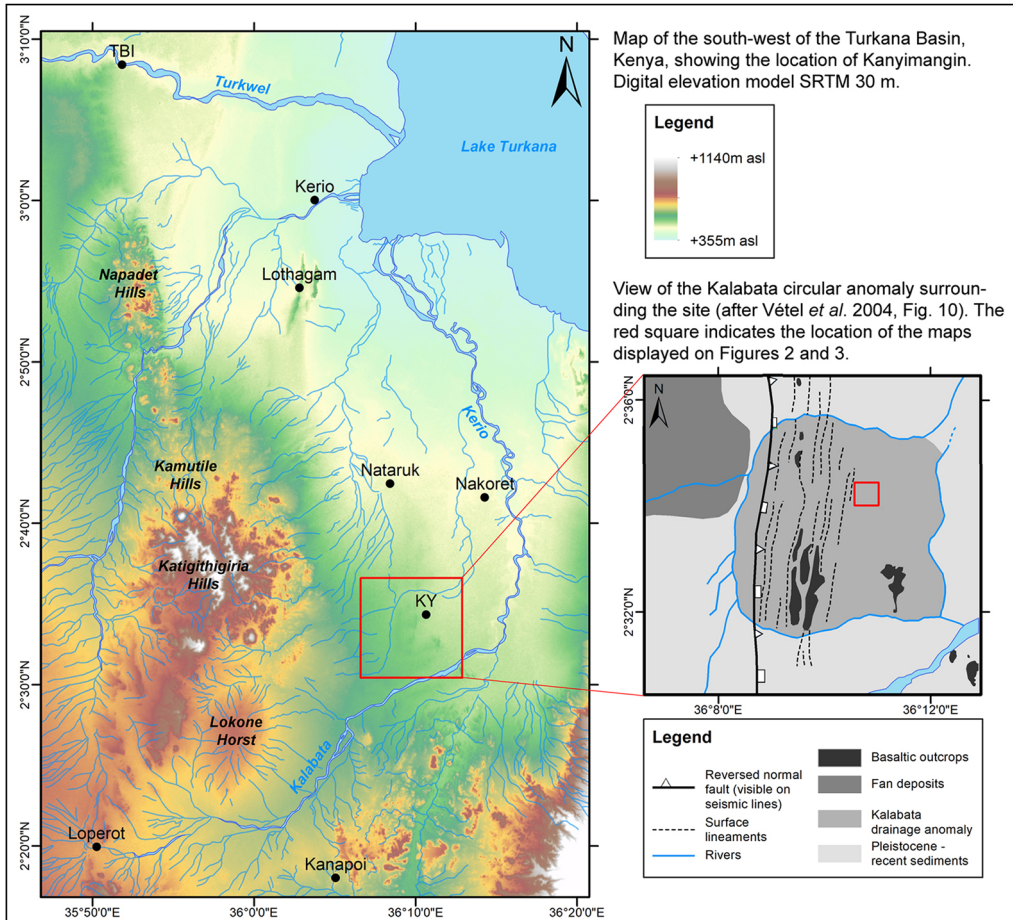 3°10'0"N
3°0'0"N
2°50'0"N
2°40'0"N
2°30'0"N
2°20'0"N
35°50'0"E
36°0'0"E
36°10'0"E
36°20'0"E
TBI
Turkwel
N
Lake Turkana
Kerio
Napadet
Hills
Lothagam
Kerio
Kamutile
Hills
Nataruk
Nakoret
Katigithigiria
Hills
KY
Lokone
Horst
Kalabata
Loperot
Kanapoi
Map of the south-west of the Turkana Basin,
Kenya, showing the location of Kanyimangin.
Digital elevation model SRTM 30 m.
Legend
+1140m asl
+355m asl
View of the Kalabata circular anomaly surroun-
ding the site (after Vétel et al. 2004, Fig. 10). The
red square indicates the location of the maps
displayed on Figures 2 and 3.
2°36'0"N
2°32'0"N
N
36°8'0"E
36°12'0"E
Legend
Reversed normal
fault (visible on
seismic lines)
Surface
lineaments
Rivers
Basaltic outcrops
Fan deposits
Kalabata
drainage anomaly
Pleistocene -
recent sediments